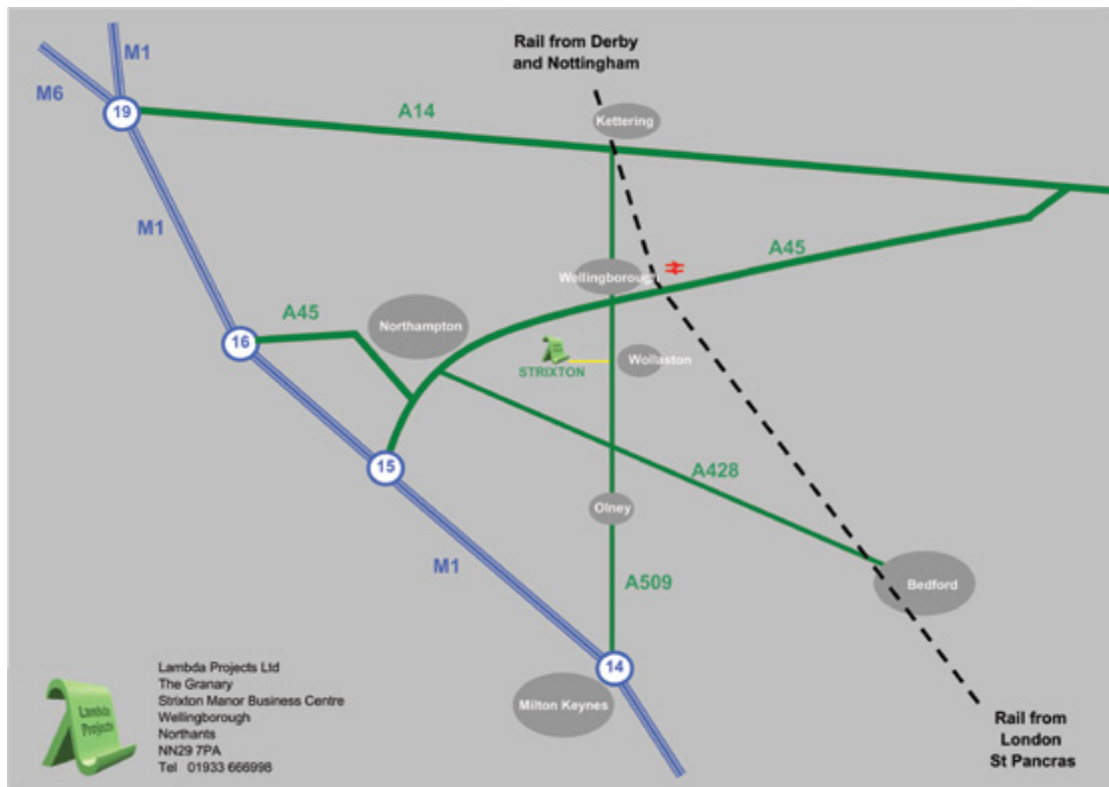 Rail from Derby
and Nottingham
M1
M6
19
A14
Kettering
M1
A45
Wellingborough
A45
Northampton
16
Wollaston
STRIXTON
15
A428
Olney
M1
A509
Bedford
14
Milton Keynes
Lambda
Projects
Lambda Projects Ltd
The Granary
Strixton Manor Business Centre
Wellingborough
Northants
NN29 7PA
Tel 01933 666998
Rail from
London
St Pancras